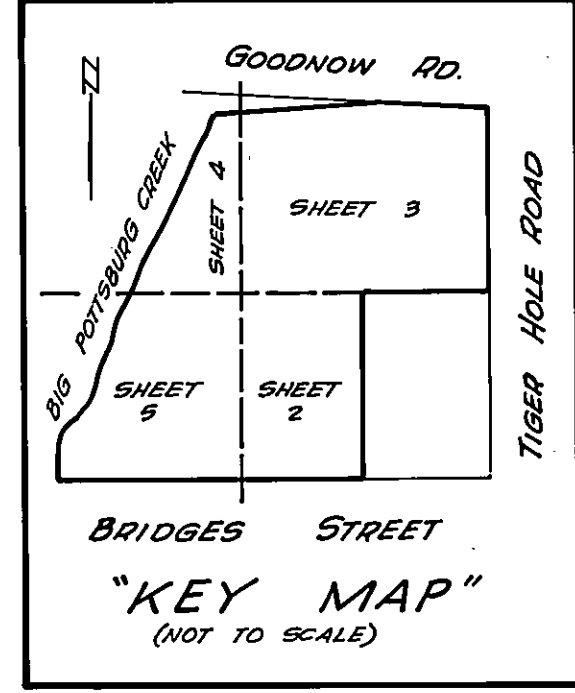 GOODNOW RD.
N
BIG POTTSBURG CREEK
SHEET 4
SHEET 3
TIGER HOLE ROAD
SHEET
5
SHEET
2
BRIDGES STREET
"KEY MAP"
(NOT TO SCALE)